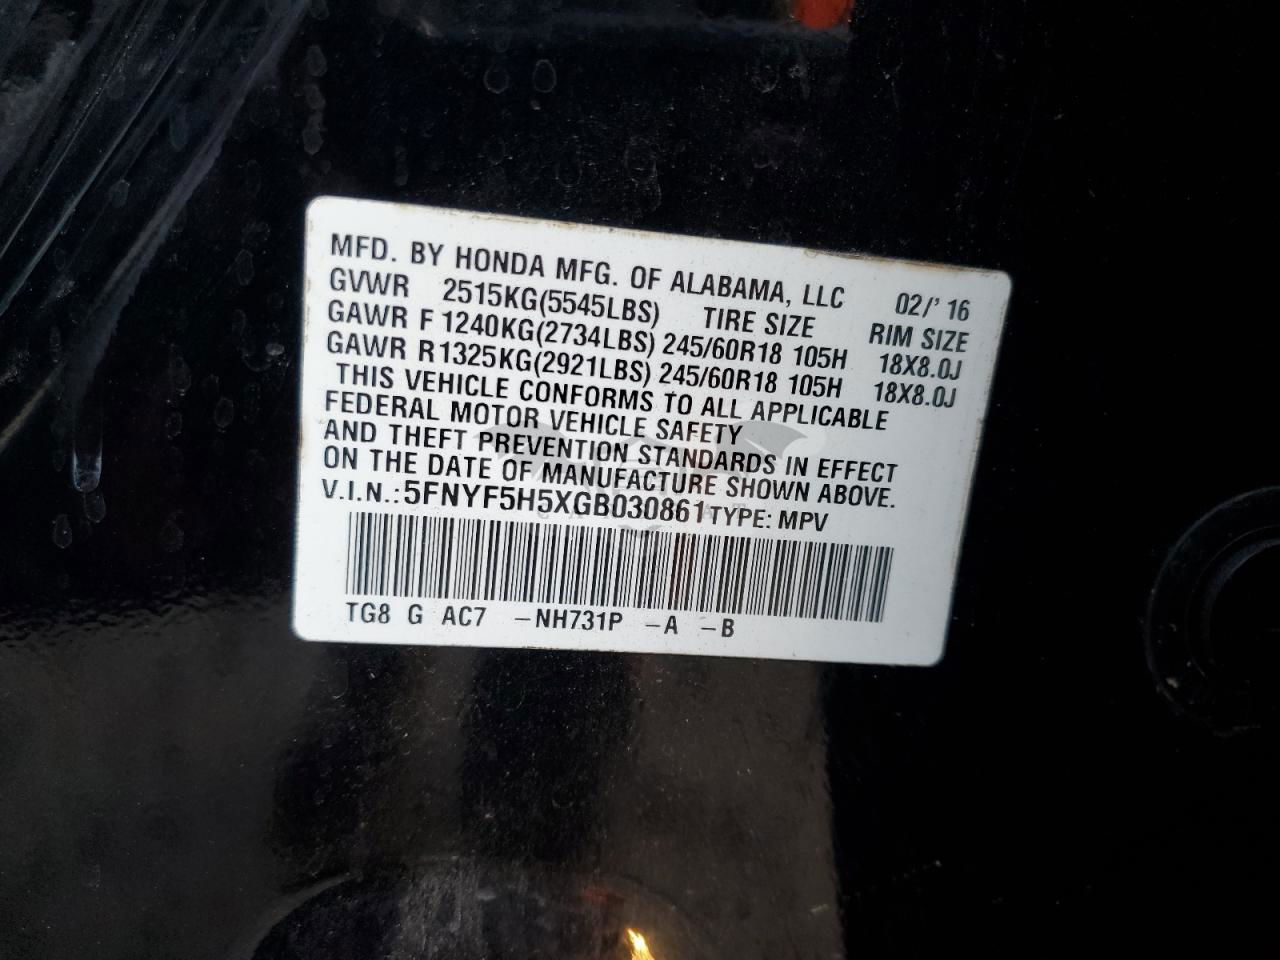 MFD. BY HONDA MFG. OF ALABAMA, LLC 02/' 16
GVWR 2515KG(5545LBS) TIRE SIZE RIM SIZE
GAWR F 1240KG(2734LBS) 245/60R18 105H 18X8.0J
GAWR R1325KG(2921LBS) 245/60R18 105H 18X8.0J
THIS VEHICLE CONFORMS TO ALL APPLICABLE
FEDERAL MOTOR VEHICLE SAFETY
AND THEFT PREVENTION STANDARDS IN EFFECT
ON THE DATE OF MANUFACTURE SHOWN ABOVE.
V.I.N.:5FNYF5H5XGB030861 TYPE: MPV
TG8 G AC7 -NH731P -A -B